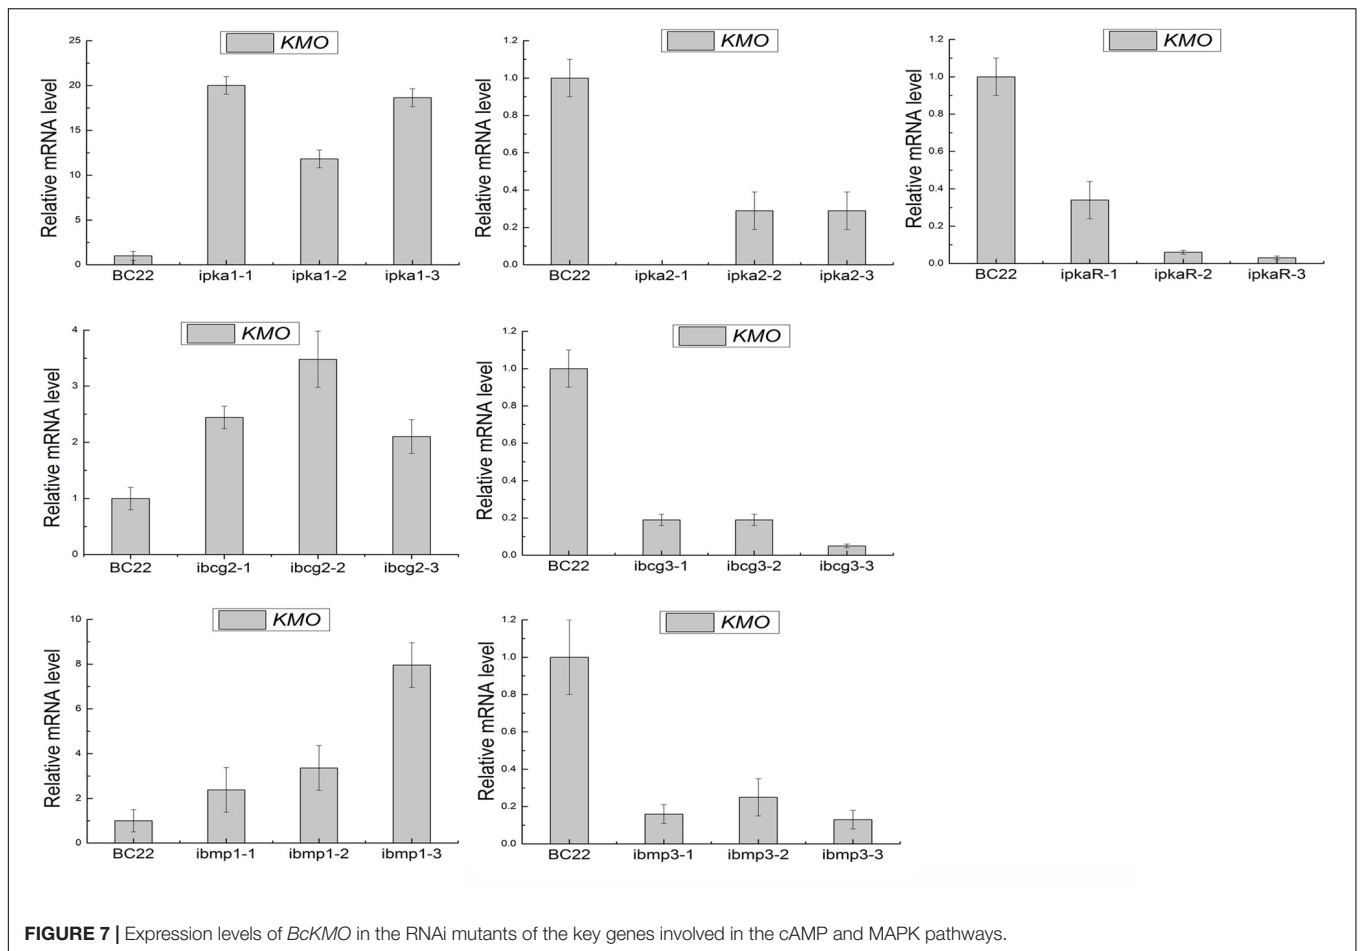 KMO
Relative mRNA level
25
20
15
10
5
0
BC22 ipka1-1 ipka1-2 ipka1-3
KMO
Relative mRNA level
1.2
1.0
0.8
0.6
0.4
0.2
0.0
BC22 ipka2-1 ipka2-2 ipka2-3
KMO
Relative mRNA level
1.2
1.0
0.8
0.6
0.4
0.2
0.0
BC22 ipkaR-1 ipkaR-2 ipkaR-3
KMO
Relative mRNA level
4
3
2
1
0
BC22 ibcg2-1 ibcg2-2 ibcg2-3
KMO
Relative mRNA level
1.2
1.0
0.8
0.6
0.4
0.2
0.0
BC22 ibcg3-1 ibcg3-2 ibcg3-3
KMO
Relative mRNA level
10
8
6
4
2
0
BC22 ibmp1-1 ibmp1-2 ibmp1-3
KMO
Relative mRNA level
1.2
1.0
0.8
0.6
0.4
0.2
0.0
BC22 ibmp3-1 ibmp3-2 ibmp3-3
FIGURE 7 | Expression levels of BcKMO in the RNAi mutants of the key genes involved in the cAMP and MAPK pathways.